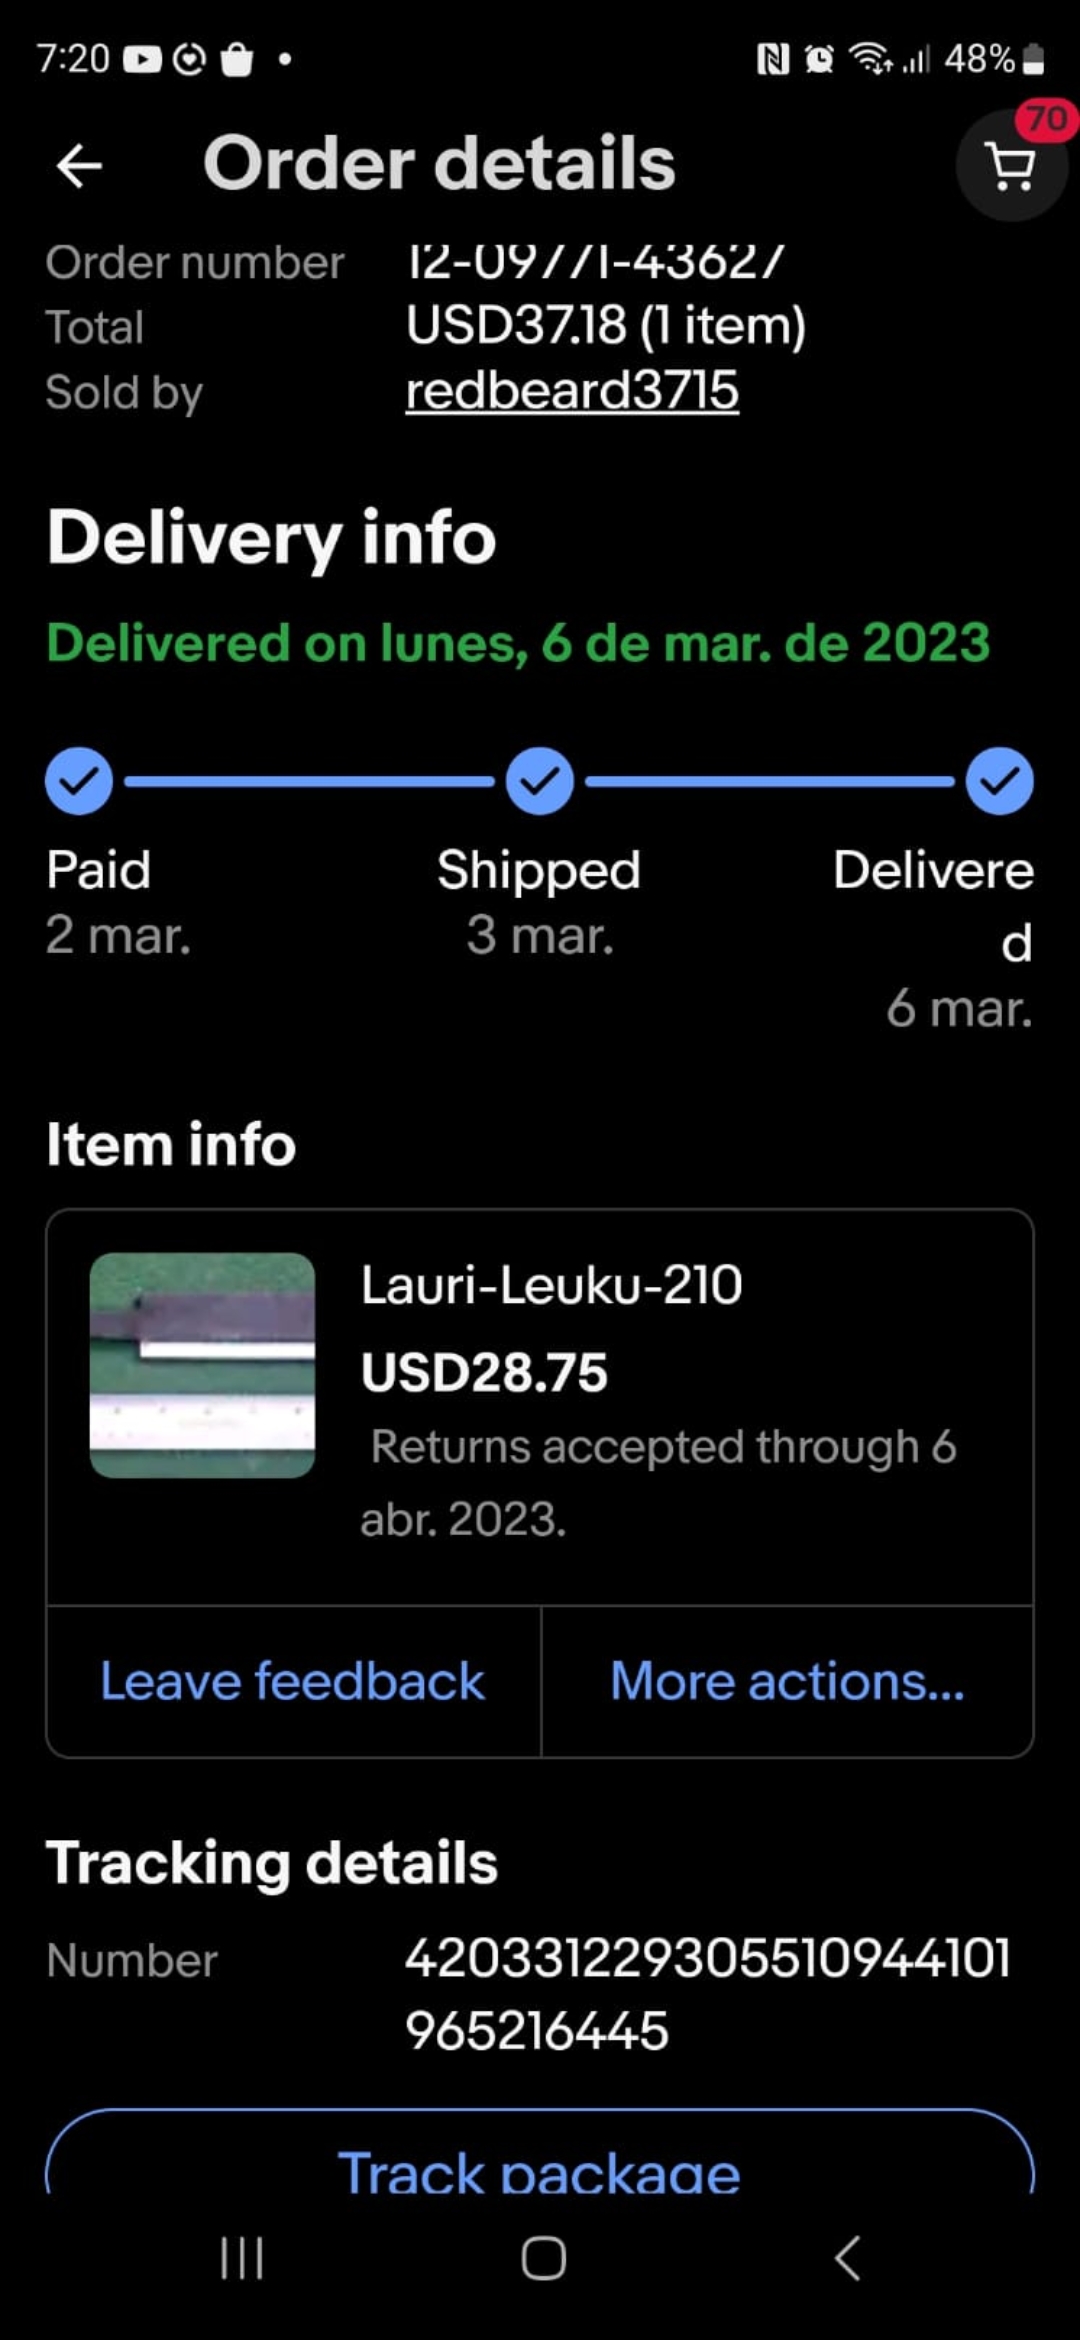 7:20 48%
70
Order details
Order number 12-09771-43627
Total USD37.18 (1 item)
Sold by redbeard3715
Delivery info
Delivered on lunes, 6 de mar. de 2023
Paid Shipped Delivere
d
2 mar. 3 mar. 6 mar.
Item info
Lauri-Leuku-210
USD28.75
Returns accepted through 6
abr. 2023.
Leave feedback More actions...
Tracking details
Number 420331229305510944101
965216445
Track package